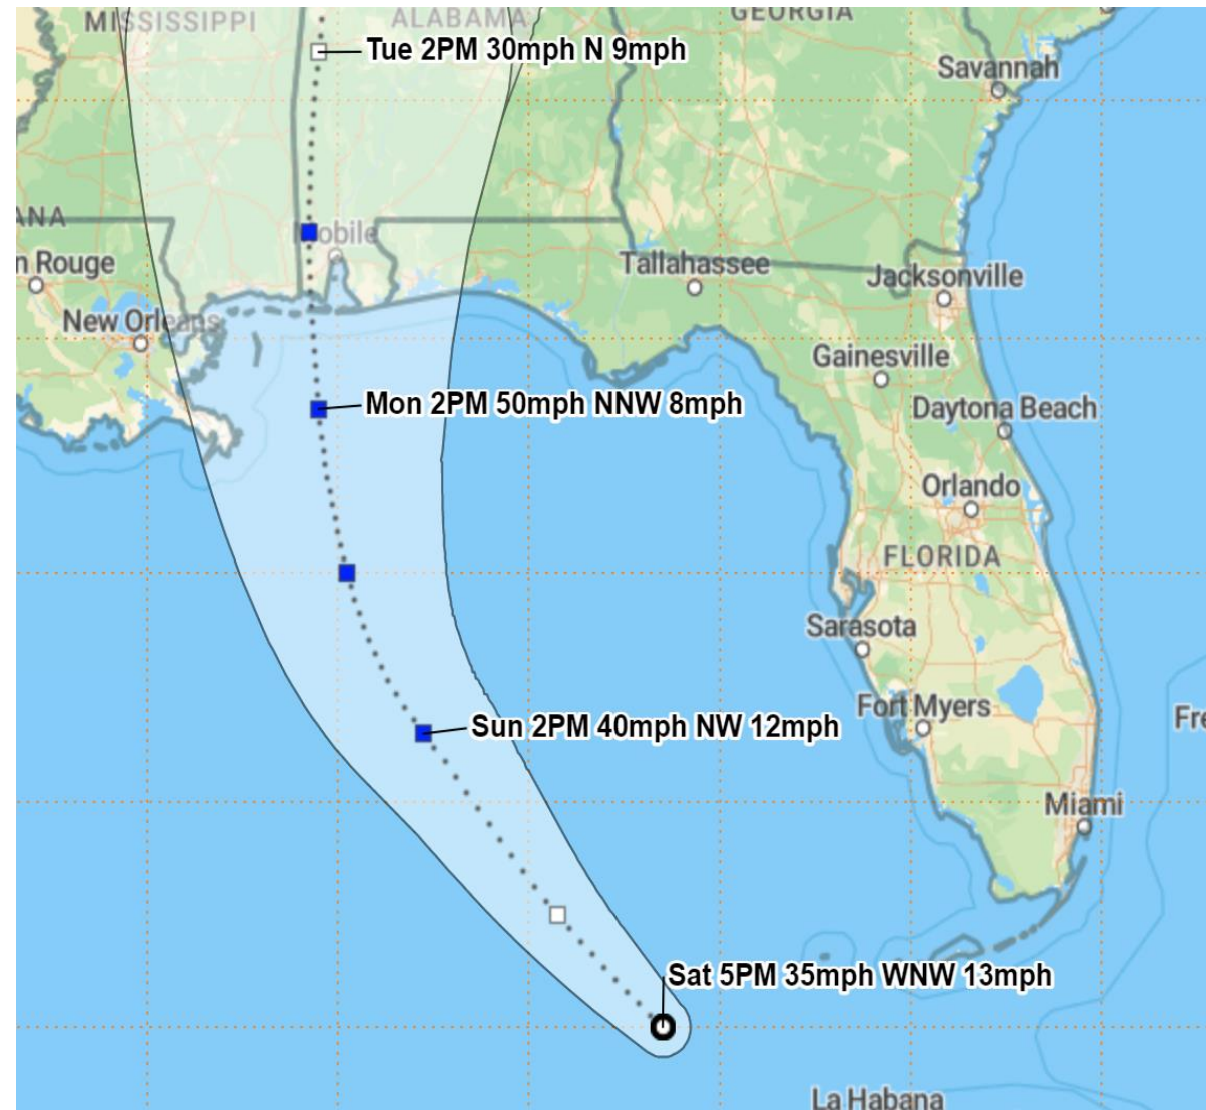 MISSISSIPPI
ALABAMA
GEORGIA
Tue 2PM 30mph N 9mph
Savannah
ANA
Mobile
n Rouge
Tallahassee
Jacksonville
New Orleans
Gainesville
Mon 2PM 50mph NNW 8mph
Daytona Beach
Orlando
FLORIDA
Sarasota
Fort Myers
Fre
Sun 2PM 40mph NW 12mph
Miami
Sat 5PM 35mph WNW 13mph
La Habana